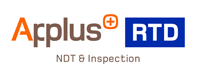 Applus+ RTD
NDT & Inspection